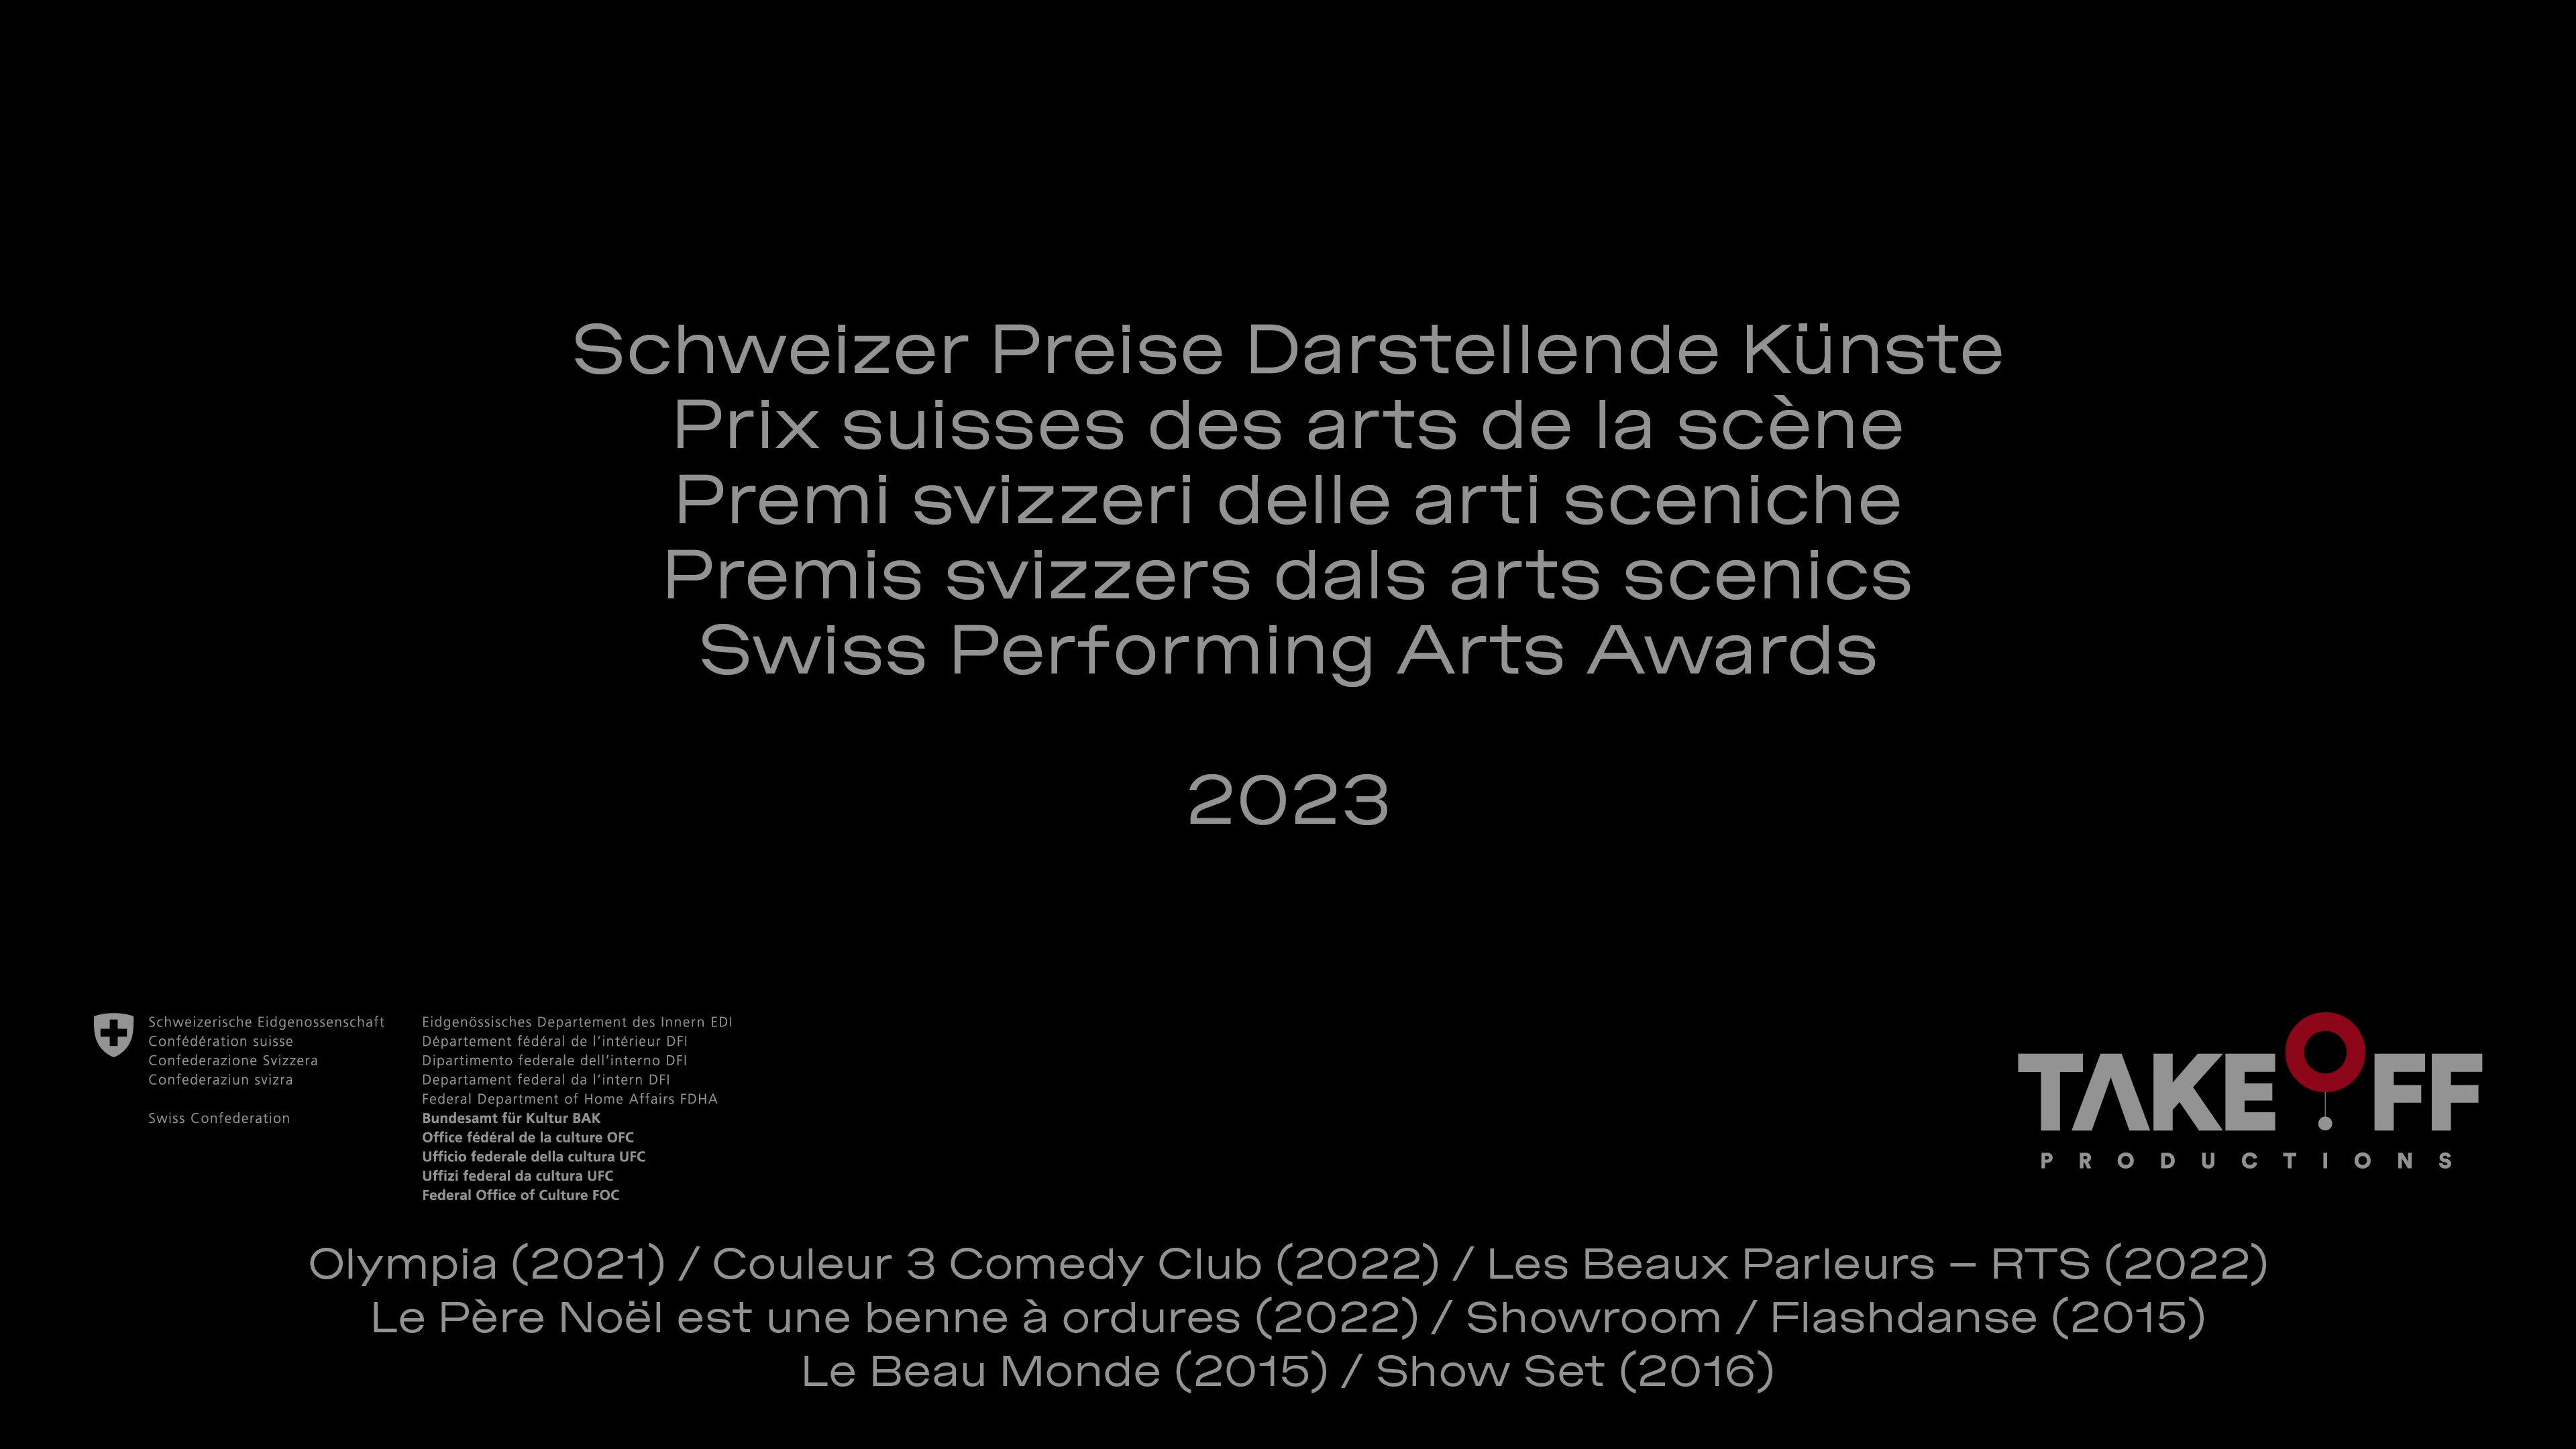 Schweizer Preise Darstellende Künste
Prix suisses des arts de la scène
Premi svizzeri delle arti sceniche
Premis svizzers dals arts scenics
Swiss Performing Arts Awards
2023
Schweizerische Eidgenossenschaft
Confédération suisse
Confederazione Svizzera
Confederaziun svizra
Swiss Confederation
Eidgenössisches Departement des Innern EDI
Département fédéral de l’intérieur DFI
Dipartimento federale dell’interno DFI
Departament federal da l’intern DFI
Federal Department of Home Affairs FDHA
Bundesamt für Kultur BAK
Office fédéral de la culture OFC
Ufficio federale della cultura UFC
Uffizi federal da cultura UFC
Federal Office of Culture FOC
TAKEOFF
PRODUCTIONS
Olympia (2021) / Couleur 3 Comedy Club (2022) / Les Beaux Parleurs – RTS (2022)
Le Père Noël est une benne à ordures (2022) / Showroom / Flashdanse (2015)
Le Beau Monde (2015) / Show Set (2016)